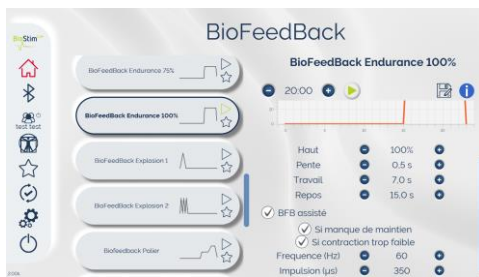 BioFeedBack
BioStim
test test
BioFeedBack Endurance 75%
BioFeedBack Endurance 100%
BioFeedBack Explosion 1
BioFeedBack Explosion 2
Biofeedback Palier
BioFeedBack Endurance 100%
20:00
Haut 100%
Pente 0,5 s
Travail 7,0 s
Repos 15,0 s
BFB assisté
Si manque de maintien
Si contraction trop faible
Frequence (Hz) 60
Impulsion (µs) 350